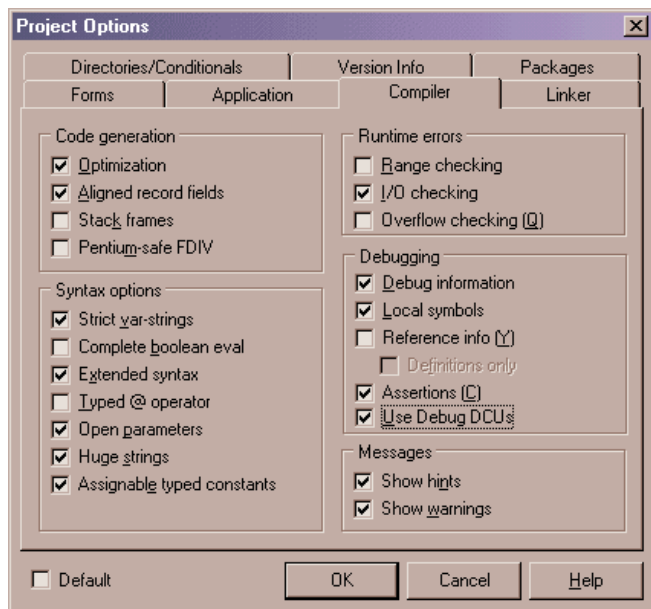 Project Options
Directories/Conditionals
Version Info
Packages
Forms
Application
Compiler
Linker
Code generation
Optimization
Aligned record fields
Stack frames
Pentium-safe FDIV
Syntax options
Strict var-strings
Complete boolean eval
Extended syntax
Typed @ operator
Open parameters
Huge strings
Assignable typed constants
Runtime errors
Range checking
I/O checking
Overflow checking (Q)
Debugging
Debug information
Local symbols
Reference info (Y)
Definitions only
Assertions (C)
Use Debug DCUs
Messages
Show hints
Show warnings
Default
OK
Cancel
Help